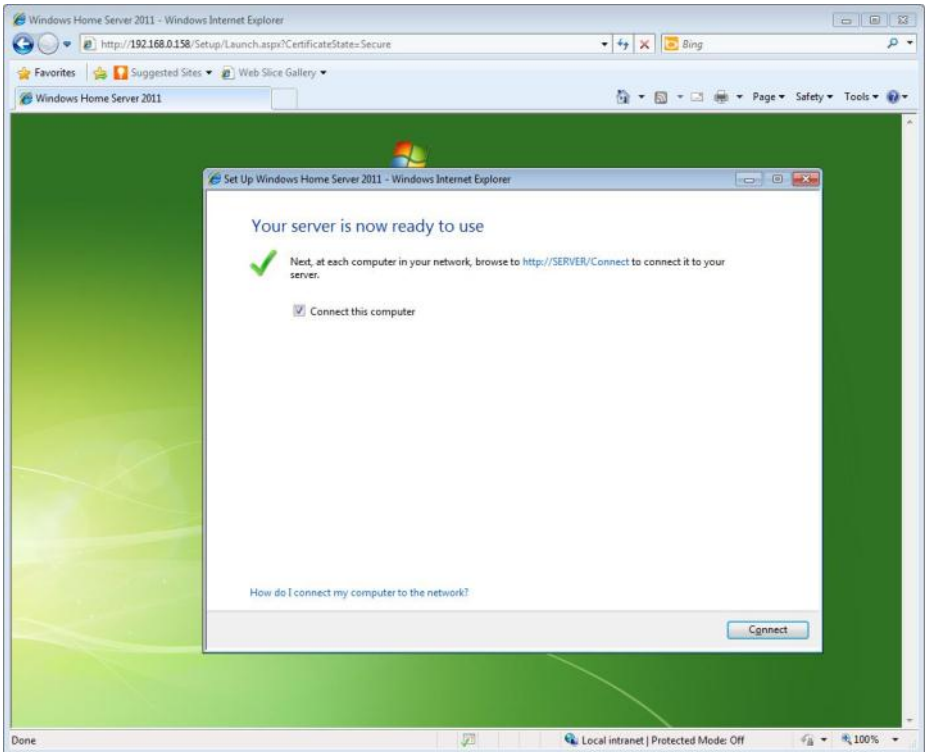 Windows Home Server 2011 - Windows Internet Explorer
http://192.168.0.158/Setup/Launch.aspx?CertificateState=Secure
Bing
Favorites Suggested Sites Web Slice Gallery
Windows Home Server 2011
Page Safety Tools
Set Up Windows Home Server 2011 - Windows Internet Explorer
Your server is now ready to use
Next, at each computer in your network, browse to http://SERVER/Connect to connect it to your
server.
Connect this computer
How do I connect my computer to the network?
Connect
Done Local intranet | Protected Mode: Off 100%